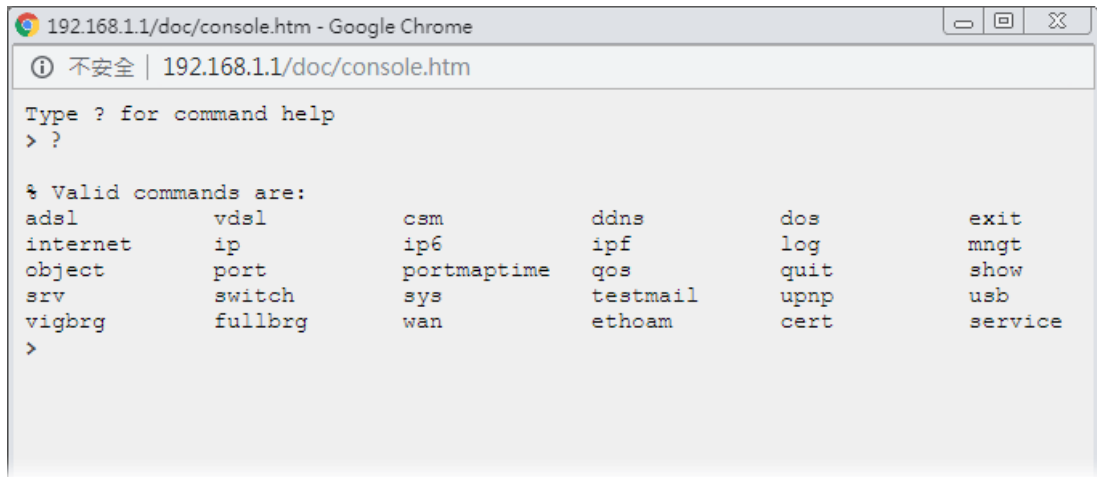 192.168.1.1/doc/console.htm - Google Chrome
不安全 | 192.168.1.1/doc/console.htm
Type ? for command help
> ?
% Valid commands are:
adsl vdsl csm ddns dos exit
internet ip ip6 ipf log mngt
object port portmaptime qos quit show
srv switch sys testmail upnp usb
vigbrg fullbrg wan ethoam cert service
>